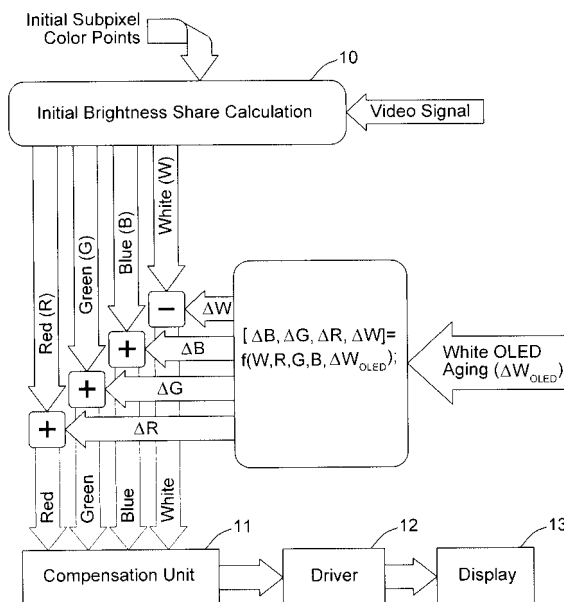 Initial Subpixel
Color Points
10
Initial Brightness Share Calculation
Video Signal
Red (R)
Green (G)
Blue (B)
White (W)
−
ΔW
+
ΔB
+
ΔG
+
ΔR
[ ΔB, ΔG, ΔR, ΔW]=
f(W,R,G,B, ΔW_OLED);
White OLED
Aging (ΔW_OLED)
Red
Green
Blue
White
11
12
13
Compensation Unit
Driver
Display